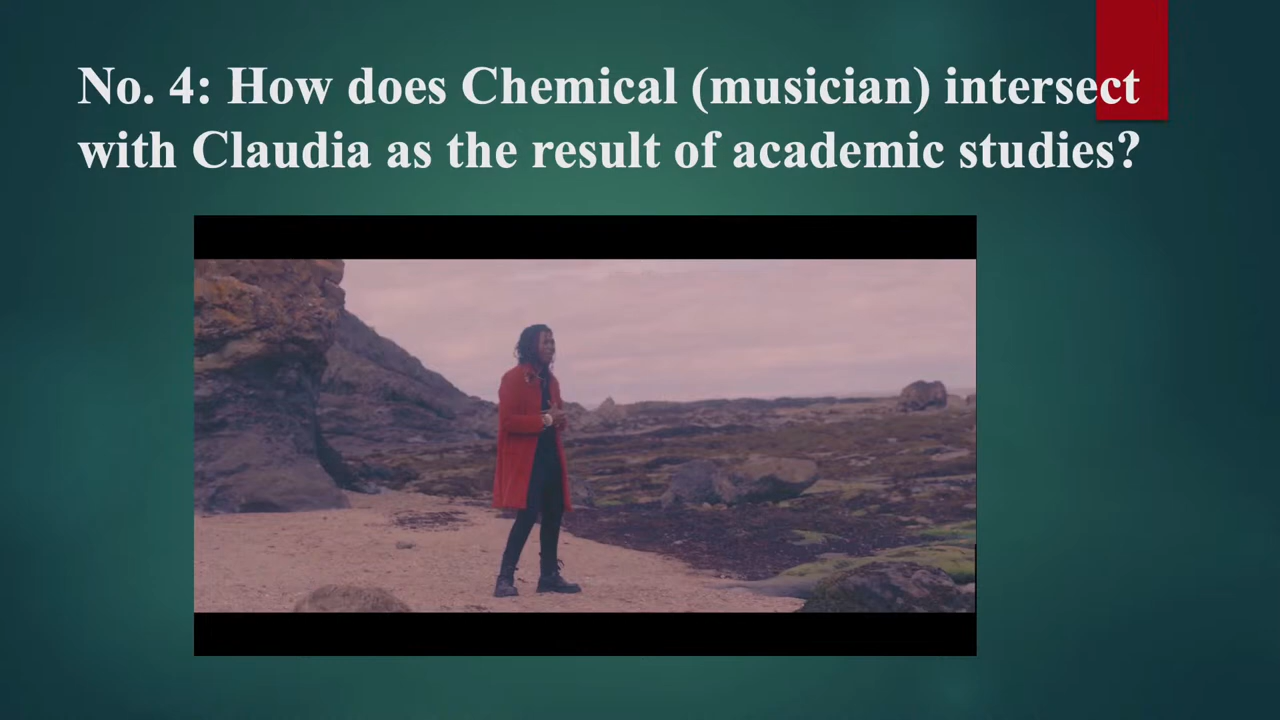 No. 4: How does Chemical (musician) intersect
with Claudia as the result of academic studies?